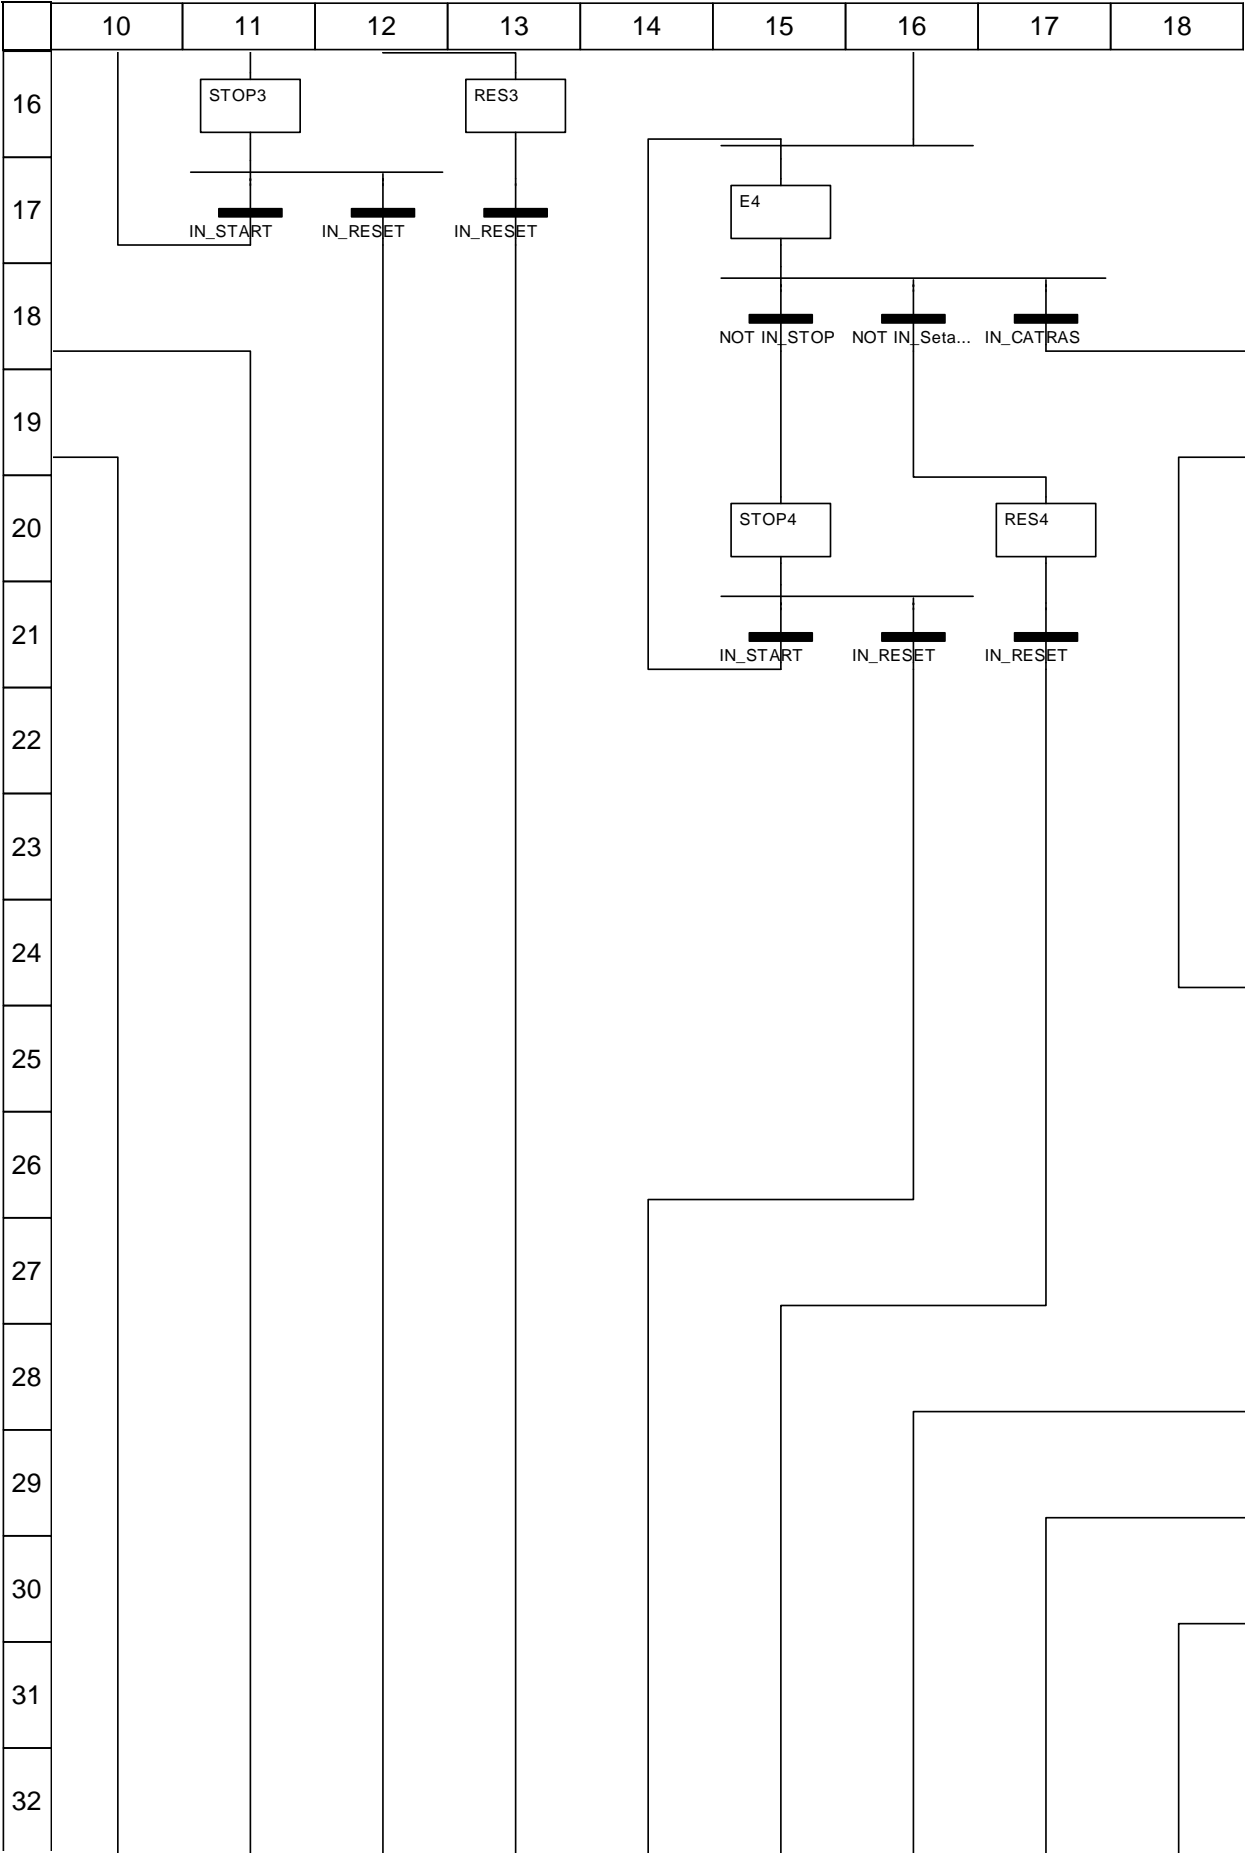 10 11 12 13 14 15 16 17 18
16
STOP3 RES3
17
E4
IN_START IN_RESET IN_RESET
18
NOT IN_STOP NOT IN_Seta... IN_CATRAS
19
20
STOP4 RES4
21
IN_START IN_RESET IN_RESET
22
23
24
25
26
27
28
29
30
31
32